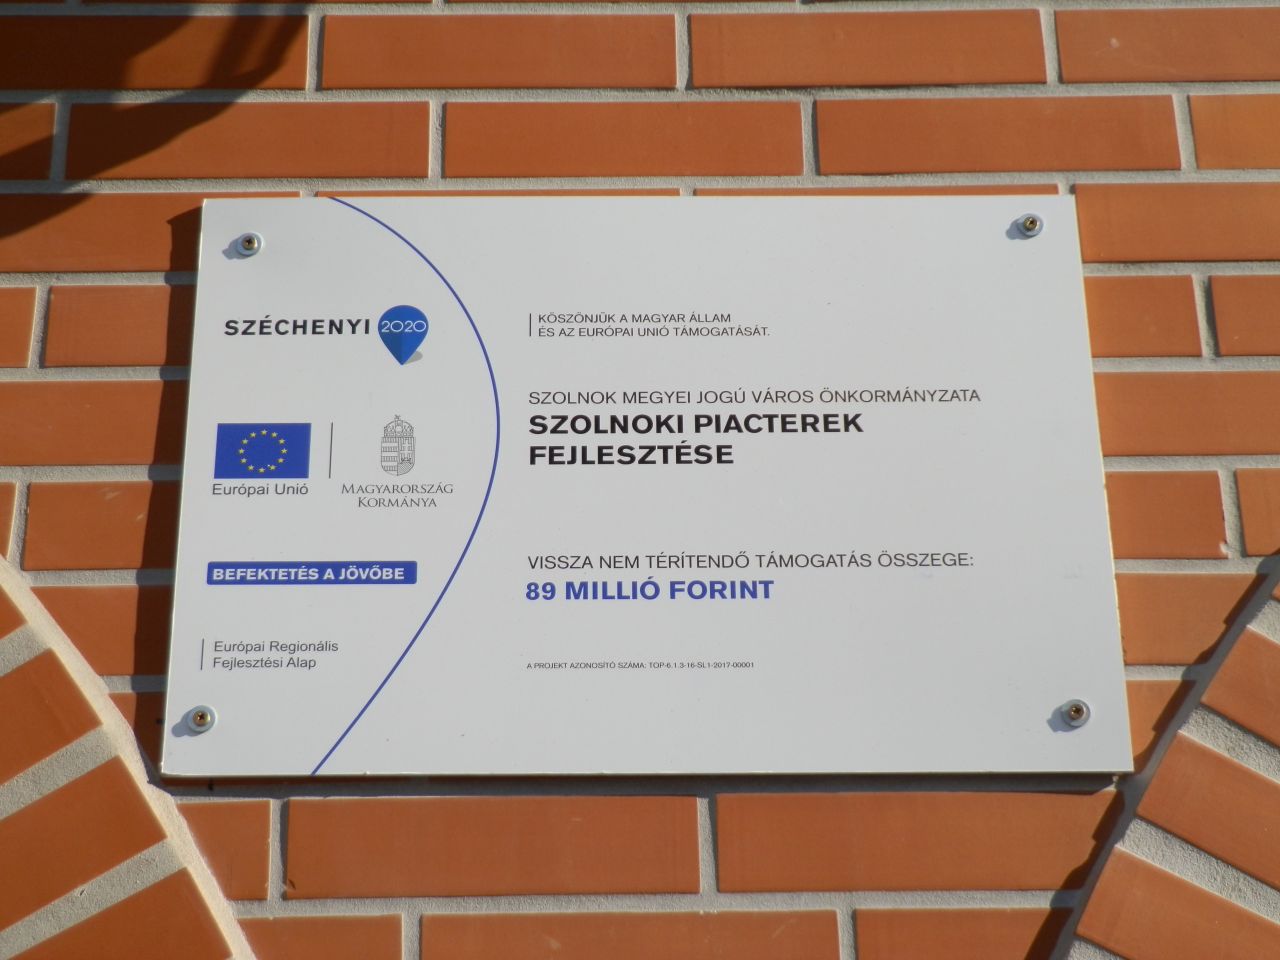 SZÉCHENYI 2020
Európai Unió
MAGYARORSZÁG
KORMÁNYA
BEFEKTETÉS A JÖVŐBE
Európai Regionális
Fejlesztési Alap
KÖSZÖNJÜK A MAGYAR ÁLLAM
ÉS AZ EURÓPAI UNIÓ TÁMOGATÁSÁT.
SZOLNOK MEGYEI JOGÚ VÁROS ÖNKORMÁNYZATA
SZOLNOKI PIACTEREK
FEJLESZTÉSE
VISSZA NEM TÉRÍTENDŐ TÁMOGATÁS ÖSSZEGE:
89 MILLIÓ FORINT
A PROJEKT AZONOSÍTÓ SZÁMA: TOP-6.1.3-16-SL1-2017-00001